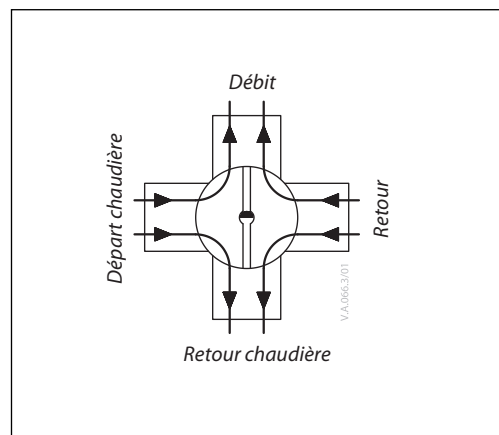 Débit
Départ chaudière
Retour
V.A.066.3/01
Retour chaudière